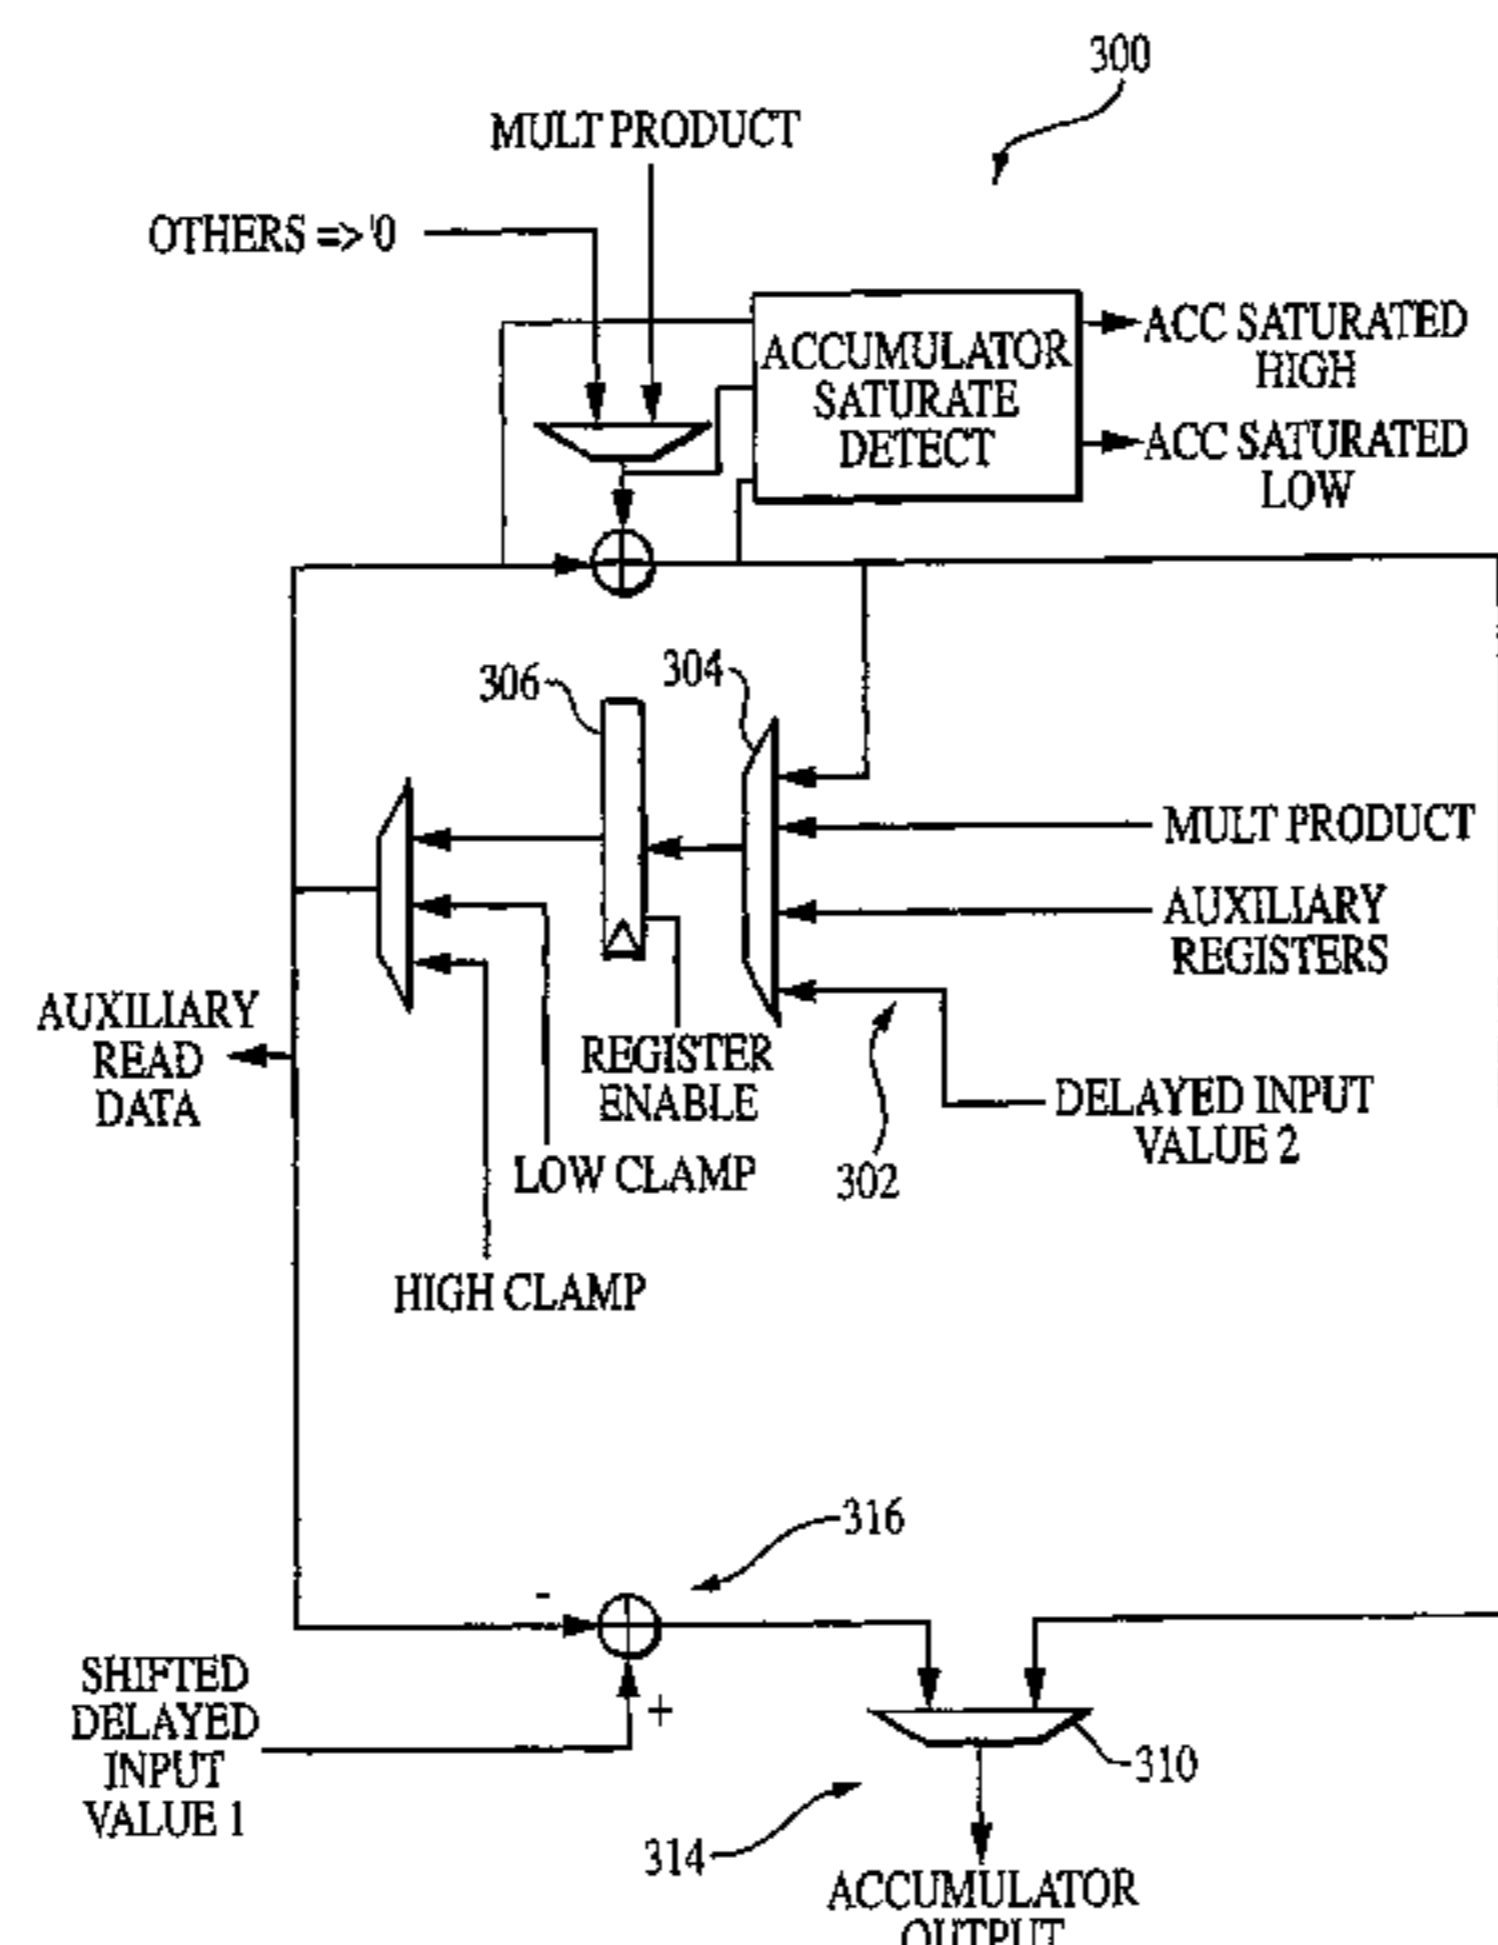 300
MULT PRODUCT
OTHERS => '0
ACCUMULATOR
SATURATE
DETECT
ACC SATURATED
HIGH
ACC SATURATED
LOW
306
304
MULT PRODUCT
AUXILIARY
REGISTERS
AUXILIARY
READ
DATA
REGISTER
ENABLE
DELAYED INPUT
VALUE 2
LOW CLAMP
302
HIGH CLAMP
316
-
SHIFTED
DELAYED
INPUT
VALUE 1
+
310
314
ACCUMULATOR
OUTPUT